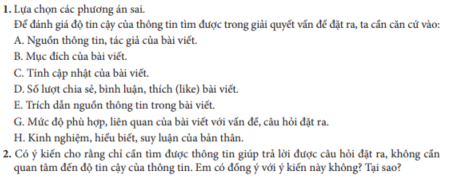 1. Lựa chọn các phương án sai.
Để đánh giá độ tin cậy của thông tin tìm được trong giải quyết vấn đề đặt ra, ta cần căn cứ vào:
A. Nguồn thông tin, tác giả của bài viết.
B. Mục đích của bài viết.
C. Tính cập nhật của bài viết.
D. Số lượt chia sẻ, bình luận, thích (like) bài viết.
E. Trích dẫn nguồn thông tin trong bài viết.
G. Mức độ phù hợp, liên quan của bài viết với vấn đề, câu hỏi đặt ra.
H. Kinh nghiệm, hiểu biết, suy luận của bản thân.
2. Có ý kiến cho rằng chỉ cần tìm được thông tin giúp trả lời được câu hỏi đặt ra, không cần
quan tâm đến độ tin cậy của thông tin. Em có đồng ý với ý kiến này không? Tại sao?